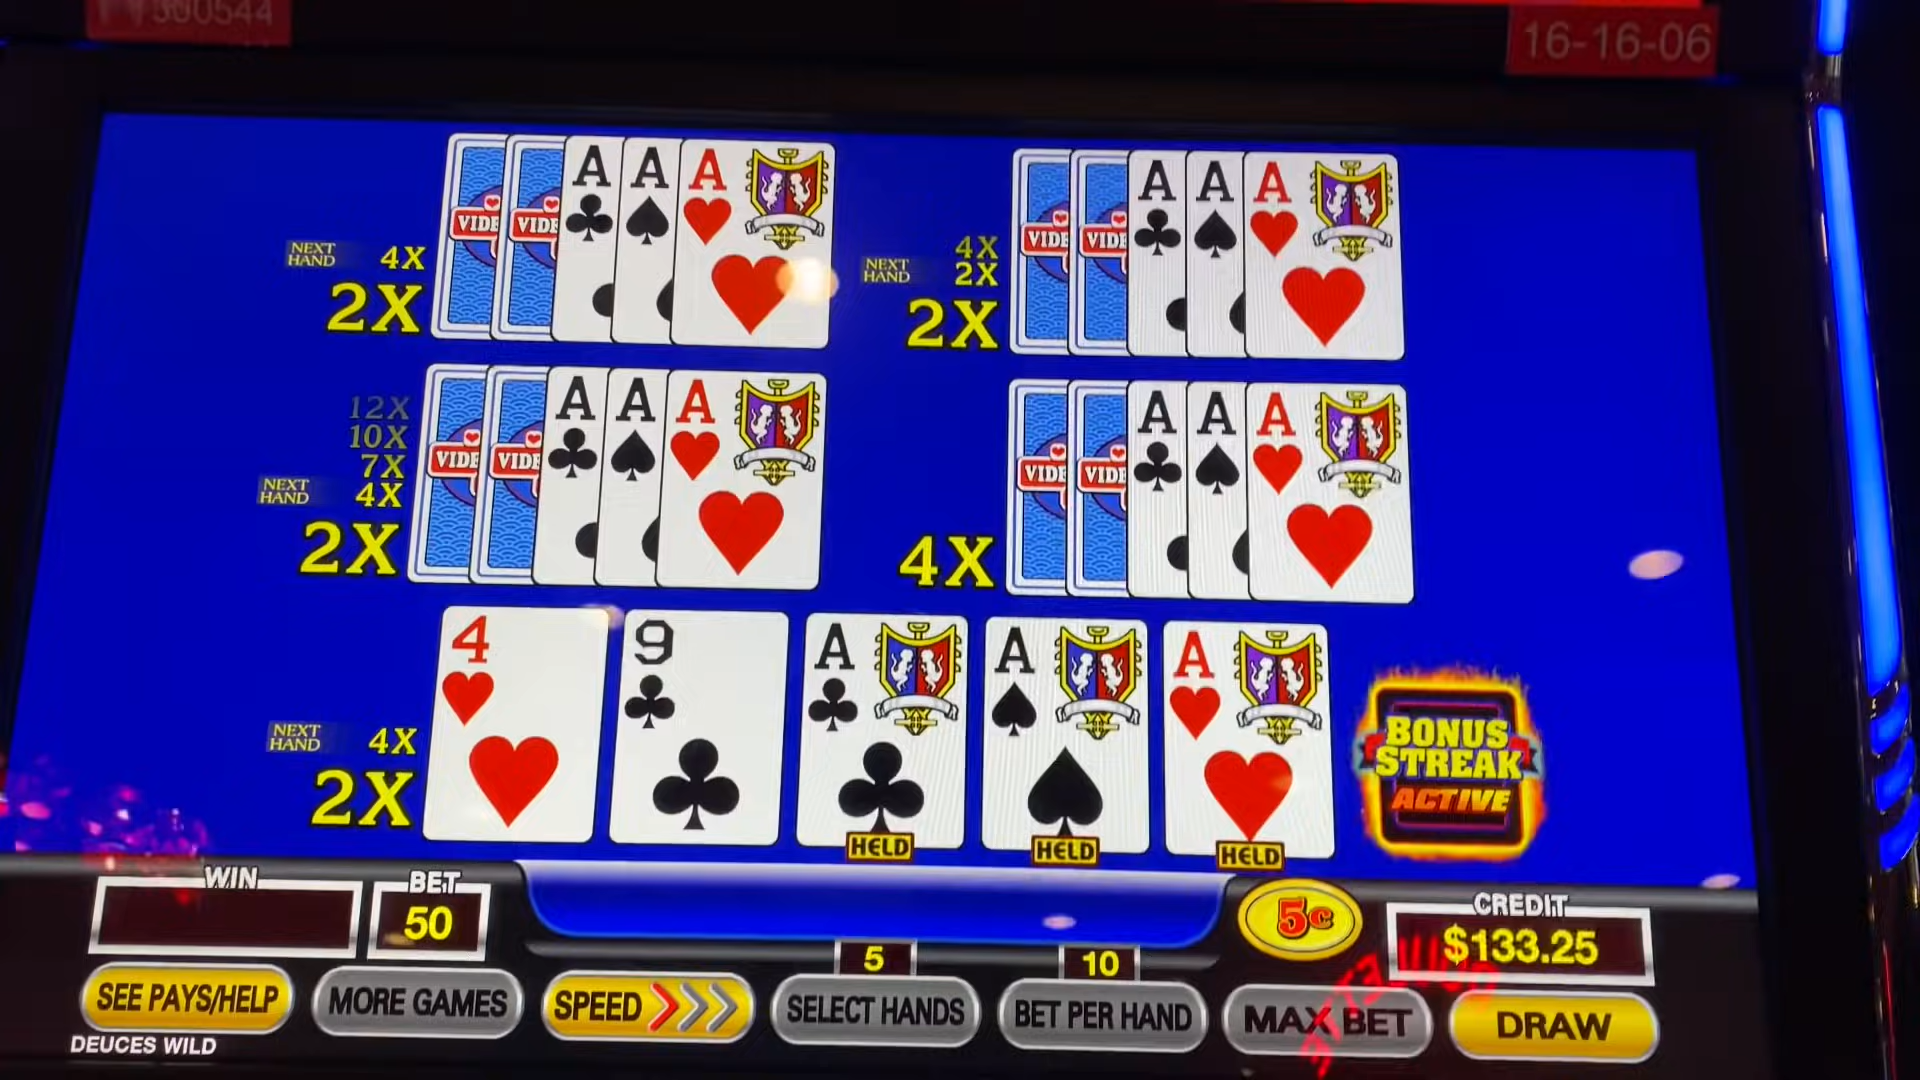 16-16-06
A A A
A A A
NEXT HAND 4X
2X
NEXT HAND 4X
2X
2X
A A A
A A A
12X
10X
7X
NEXT HAND 4X
2X
4X
4 9 A A A
NEXT HAND 4X
2X
HELD HELD HELD
BONUS
STREAK
ACTIVE
WIN
BET
50
5¢
CREDIT
$133.25
5
10
SEE PAYS/HELP
MORE GAMES
SPEED
SELECT HANDS
BET PER HAND
MAX BET
DRAW
DEUCES WILD